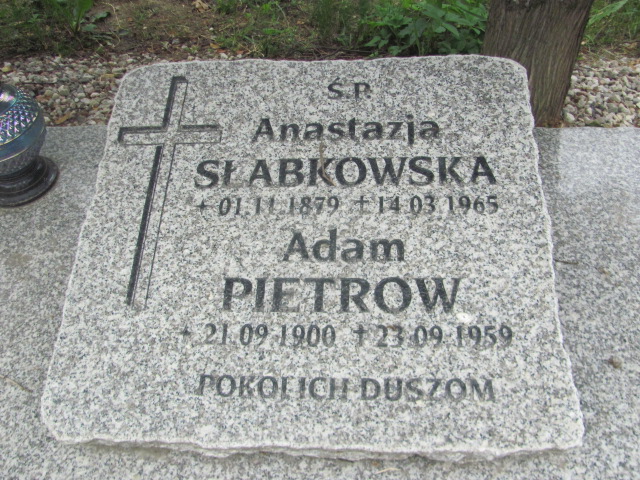 Ś.P.
Anastazja
SŁABKOWSKA
+ 01.11.1879 +14.03.1965
Adam
PIETROW
+ 21.09.1900 +23.09.1959
POKÓJ ICH DUSZOM